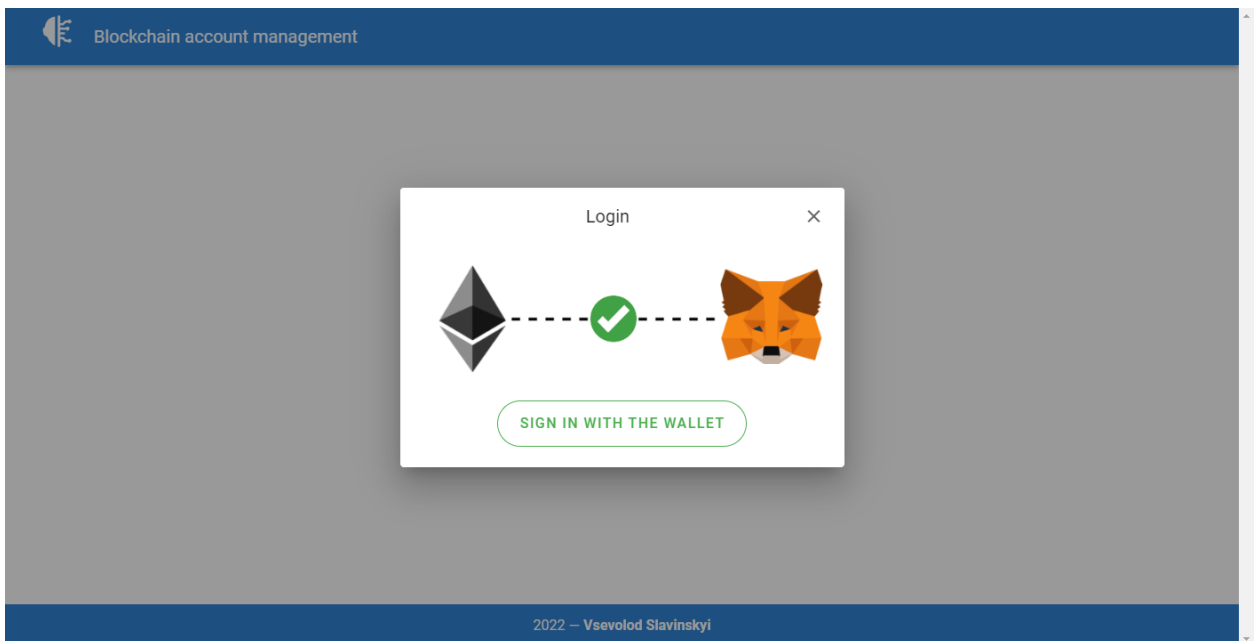 Blockchain account management
Login
SIGN IN WITH THE WALLET
2022 — Vsevolod Slavinskyi